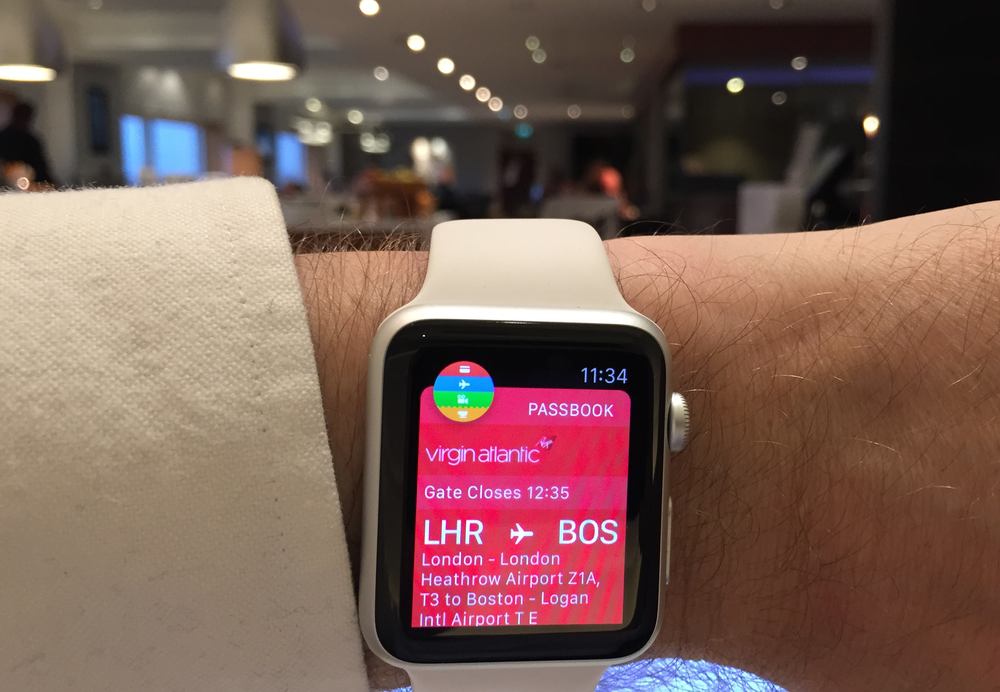 11:34
PASSBOOK
virgin atlantic
Gate Closes 12:35
LHR BOS
London - London
Heathrow Airport Z1A,
T3 to Boston - Logan
Intl Airport T E